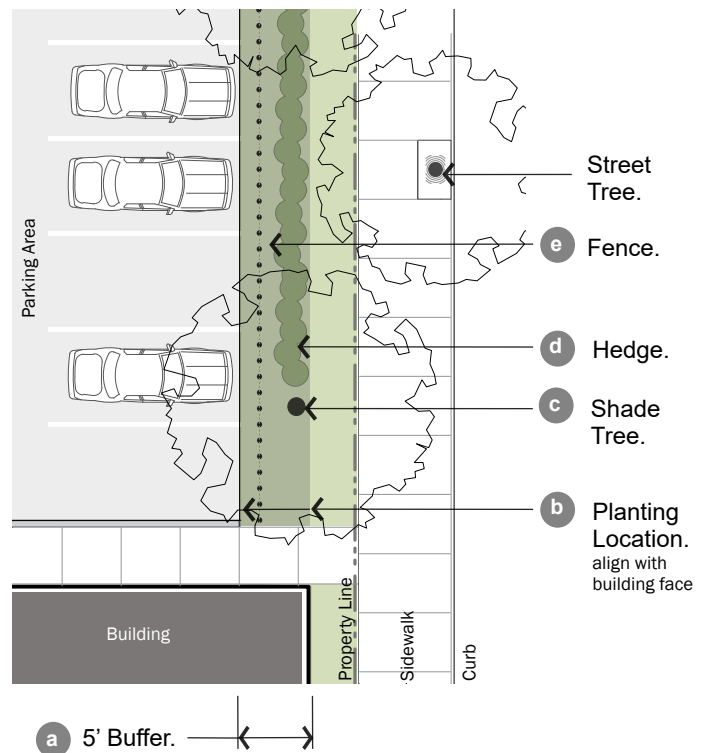 Parking Area
Street
Tree.
e Fence.
d Hedge.
c Shade
Tree.
b Planting
Location.
align with
building face
Building
Property Line
Sidewalk
Curb
a 5’ Buffer.